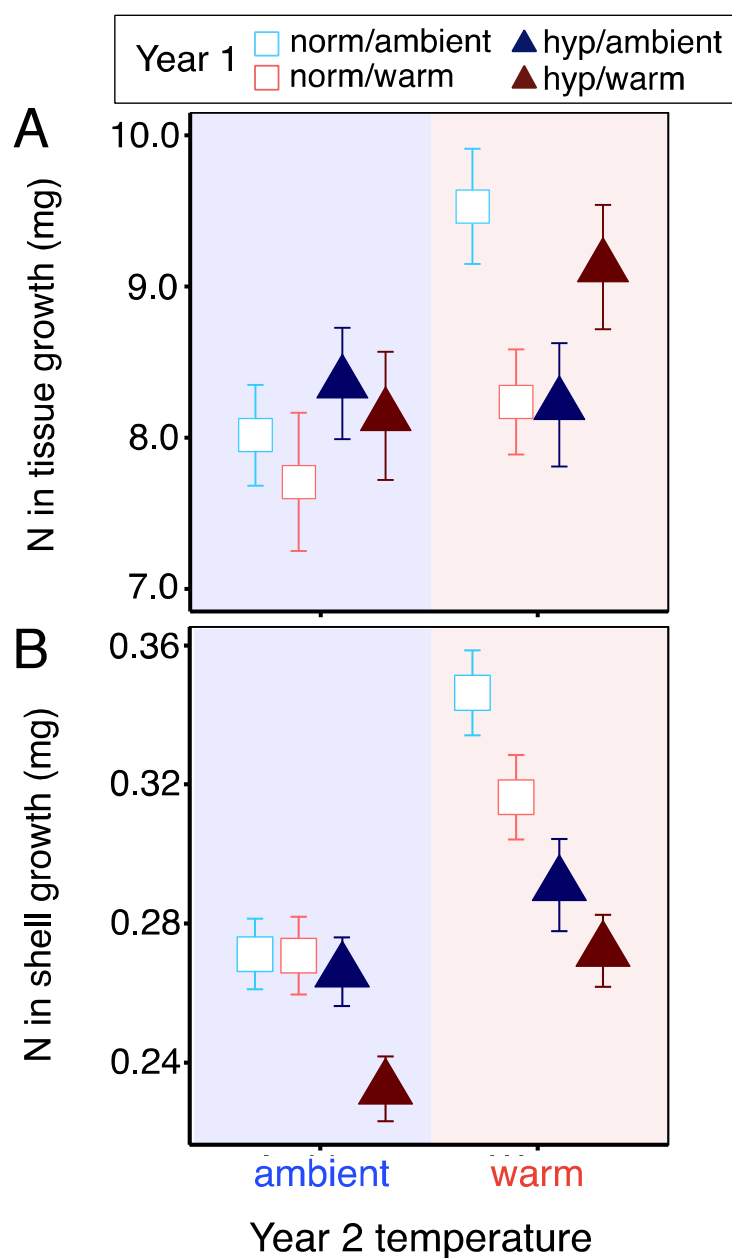 Year 1
norm/ambient
hyp/ambient
norm/warm
hyp/warm
A
N in tissue growth (mg)
10.0
9.0
8.0
7.0
B
N in shell growth (mg)
0.36
0.32
0.28
0.24
ambient
warm
Year 2 temperature